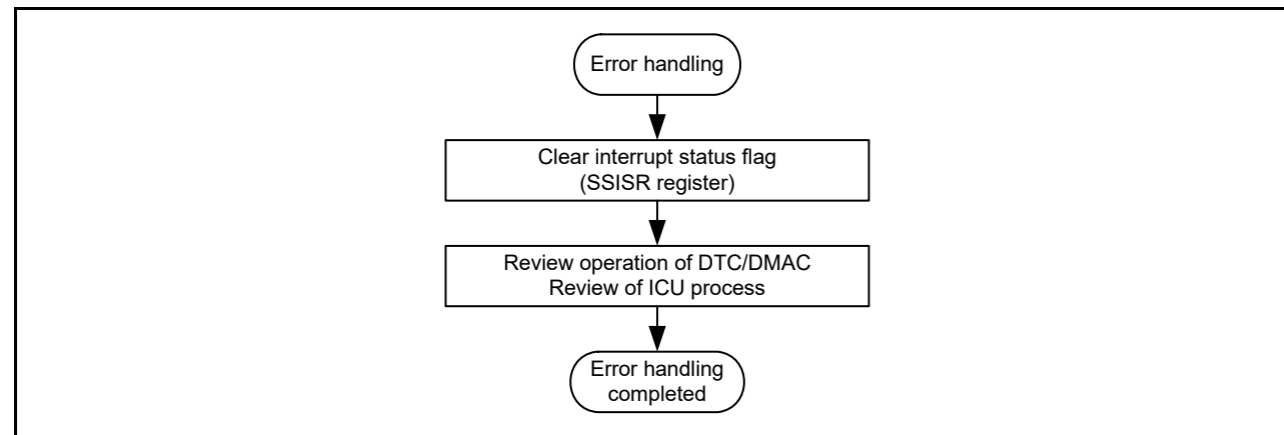 Error handling
Clear interrupt status flag
(SSISR register)
Review operation of DTC/DMAC
Review of ICU process
Error handling
completed